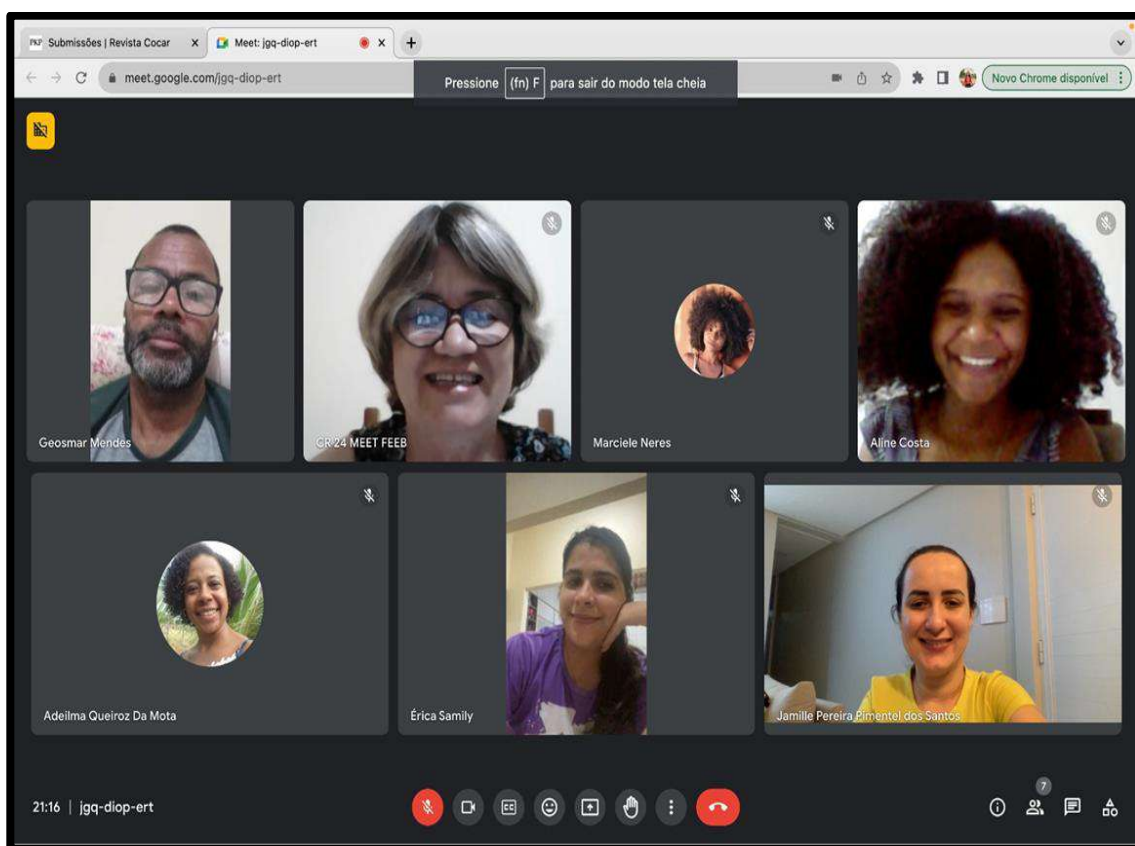 PKP Submissões | Revista Cocar
Meet: jgq-diop-ert
meet.google.com/jgq-diop-ert
Pressione (fn) F para sair do modo tela cheia
Novo Chrome disponível
Geosmar Mendes
CR 24 MEET FEEB
Marciele Neres
Aline Costa
Adeilma Queiroz Da Mota
Érica Samily
Jamille Pereira Pimentel dos Santos
21:16 | jgq-diop-ert
CC
7